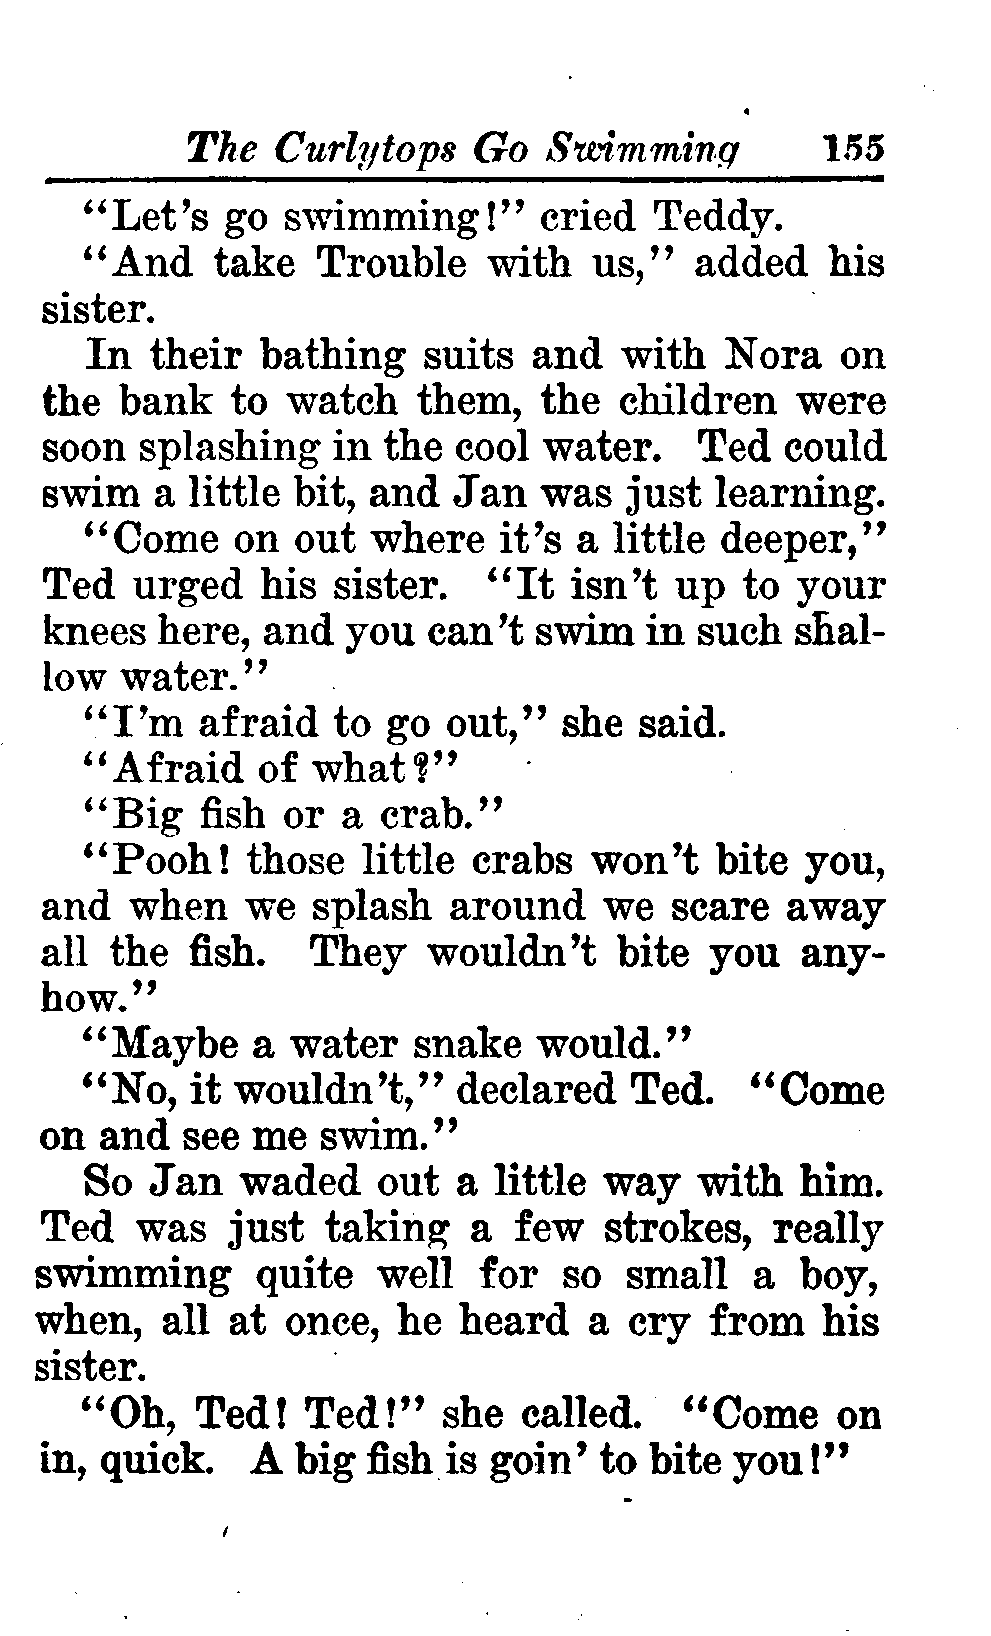 The Curlytops Go Swimming 155
“Let’s go swimming!” cried Teddy.
“And take Trouble with us,” added his
sister.
In their bathing suits and with Nora on
the bank to watch them, the children were
soon splashing in the cool water. Ted could
swim a little bit, and Jan was just learning.
“Come on out where it’s a little deeper,”
Ted urged his sister. “It isn’t up to your
knees here, and you can’t swim in such shal-
low water.”
“I’m afraid to go out,” she said.
“Afraid of what?”
“Big fish or a crab.”
“Pooh! those little crabs won’t bite you,
and when we splash around we scare away
all the fish. They wouldn’t bite you any-
how.”
“Maybe a water snake would.”
“No, it wouldn’t,” declared Ted. “Come
on and see me swim.”
So Jan waded out a little way with him.
Ted was just taking a few strokes, really
swimming quite well for so small a boy,
when, all at once, he heard a cry from his
sister.
“Oh, Ted! Ted!” she called. “Come on
in, quick. A big fish is goin’ to bite you!”